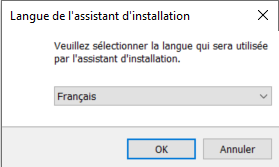 Langue de l'assistant d'installation
Veuillez sélectionner la langue qui sera utilisée
par l'assistant d'installation.
Français
OK
Annuler